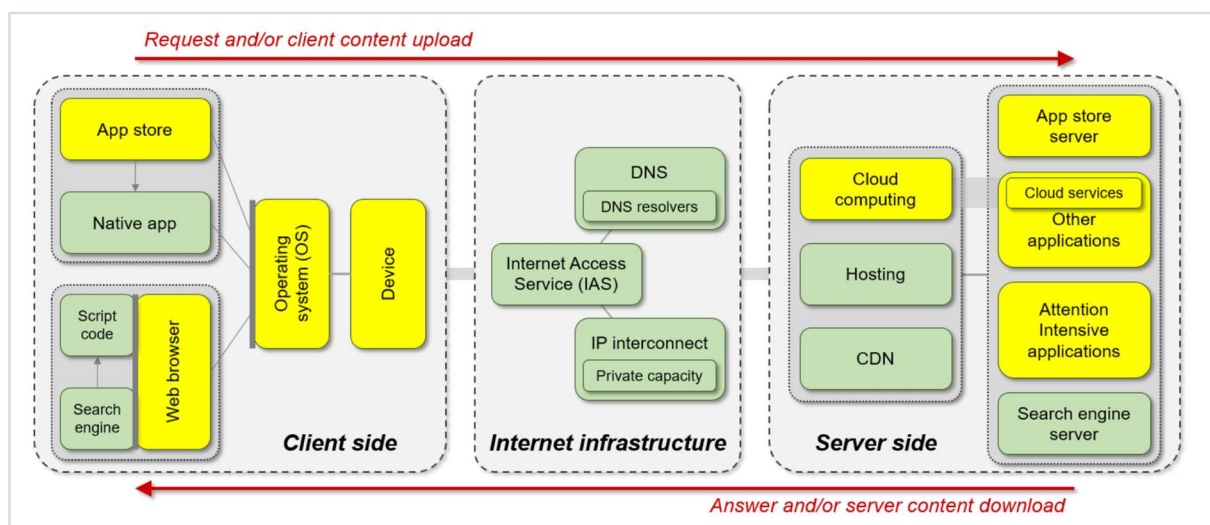 Request and/or client content upload
App store
Native app
Script
code
Search
engine
Web browser
Operating
system (OS)
Device
Client side
DNS
DNS resolvers
Internet Access
Service (IAS)
IP interconnect
Private capacity
Internet infrastructure
Cloud
computing
Hosting
CDN
Server side
App store
server
Cloud services
Other
applications
Attention
Intensive
applications
Search engine
server
Answer and/or server content download